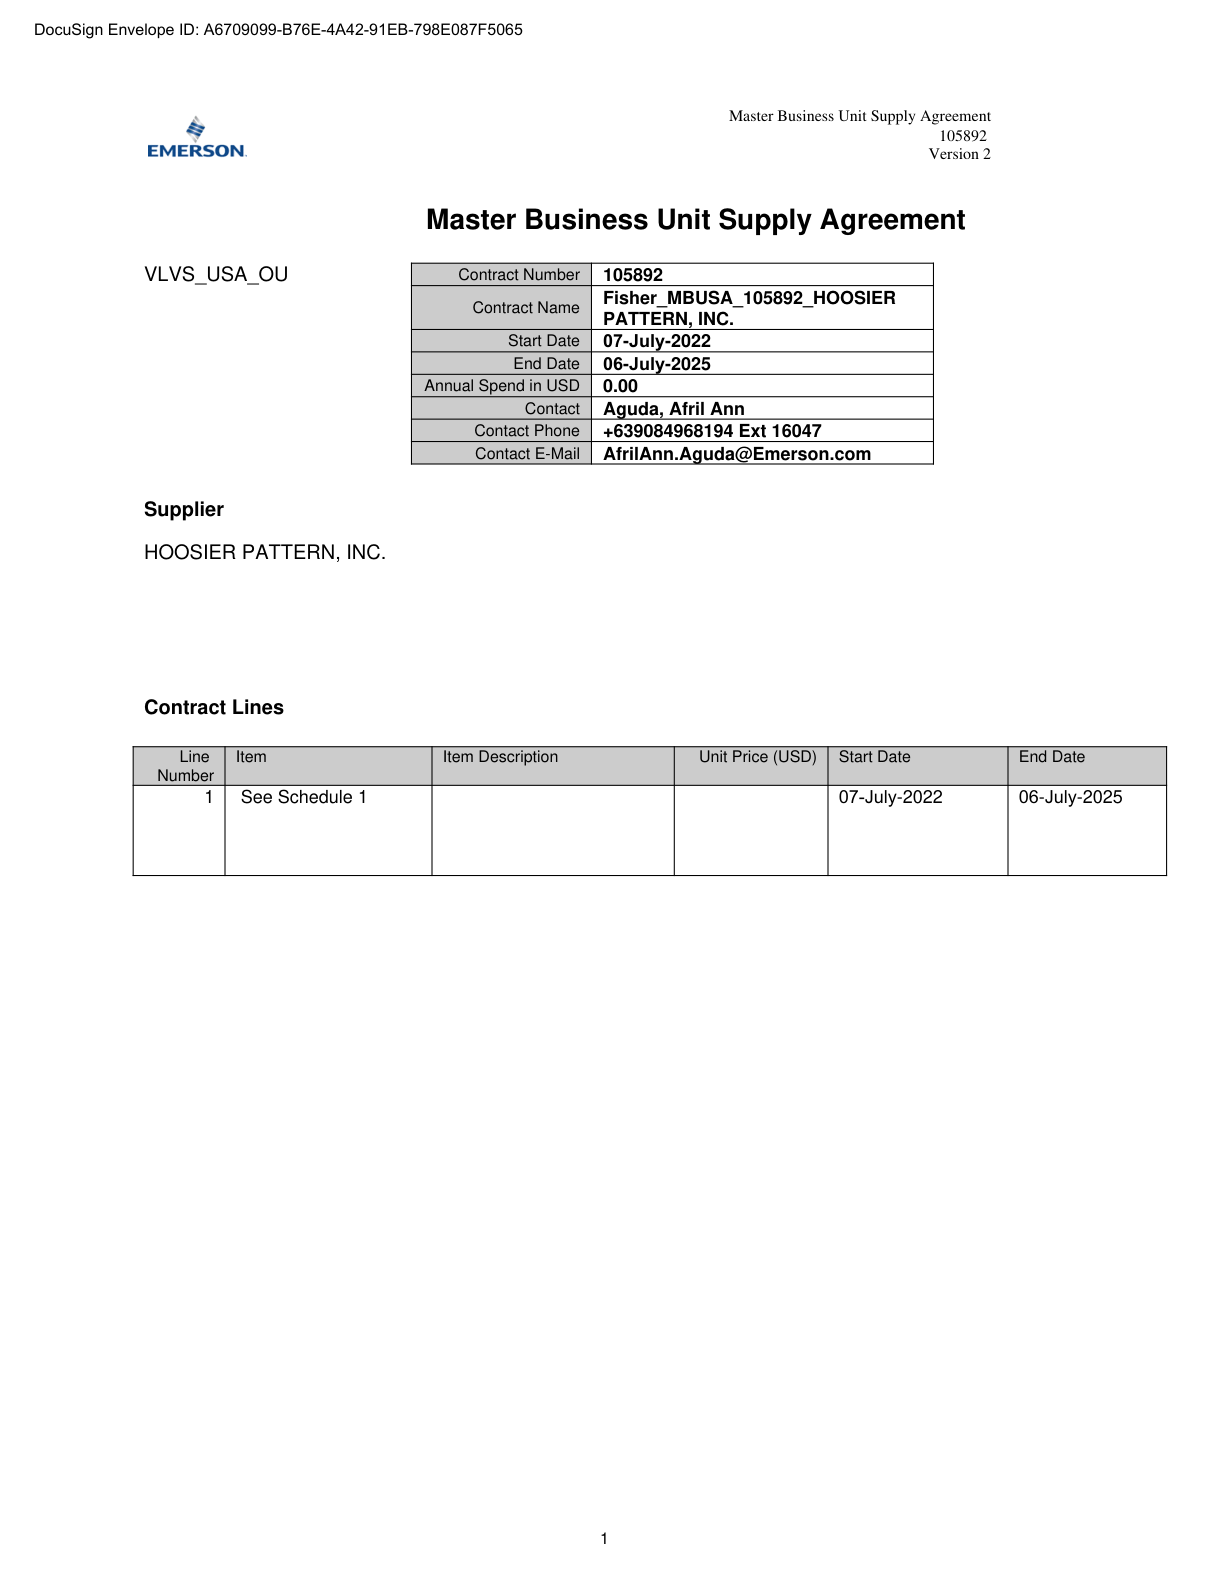 DocuSign Envelope ID: A6709099-B76E-4A42-91EB-798E087F5065
EMERSON.
Master Business Unit Supply Agreement
105892
Version 2
Master Business Unit Supply Agreement
VLVS_USA_OU
Contract Number 105892
Contract Name Fisher_MBUSA_105892_HOOSIER
PATTERN, INC.
Start Date 07-July-2022
End Date 06-July-2025
Annual Spend in USD 0.00
Contact Aguda, Afril Ann
Contact Phone +639084968194 Ext 16047
Contact E-Mail AfrilAnn.Aguda@Emerson.com
Supplier
HOOSIER PATTERN, INC.
Contract Lines
Line Number Item Item Description Unit Price (USD) Start Date End Date
1 See Schedule 1 07-July-2022 06-July-2025
1